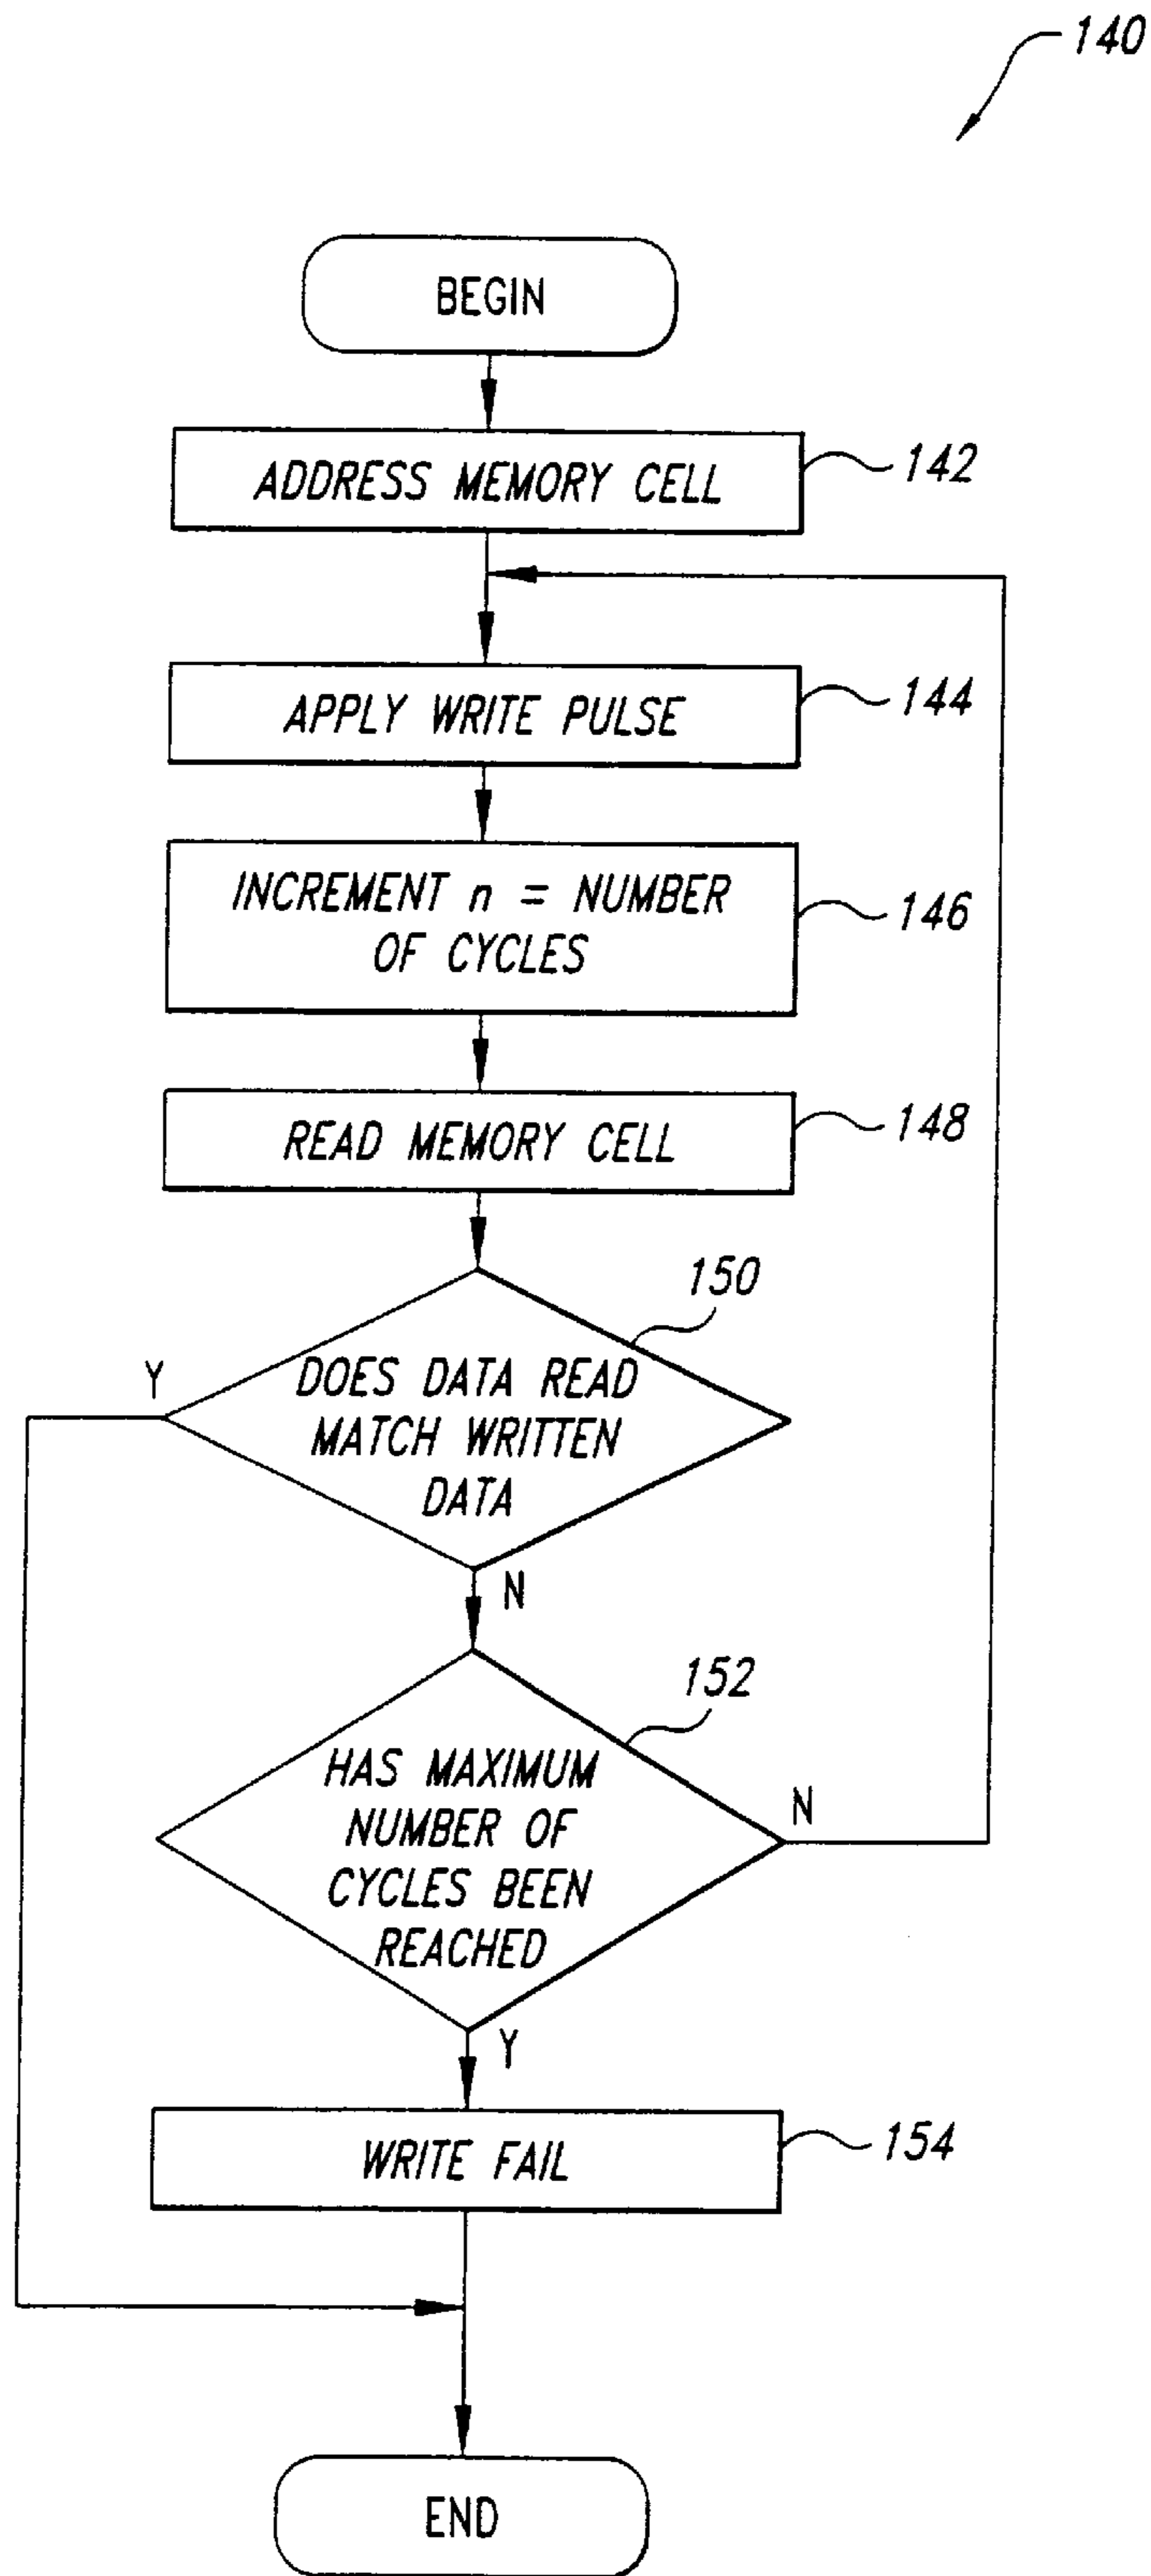 140
BEGIN
ADDRESS MEMORY CELL
142
APPLY WRITE PULSE
144
INCREMENT n = NUMBER
OF CYCLES
146
READ MEMORY CELL
148
150
Y
DOES DATA READ
MATCH WRITTEN
DATA
N
152
HAS MAXIMUM
NUMBER OF
CYCLES BEEN
REACHED
N
Y
WRITE FAIL
154
END